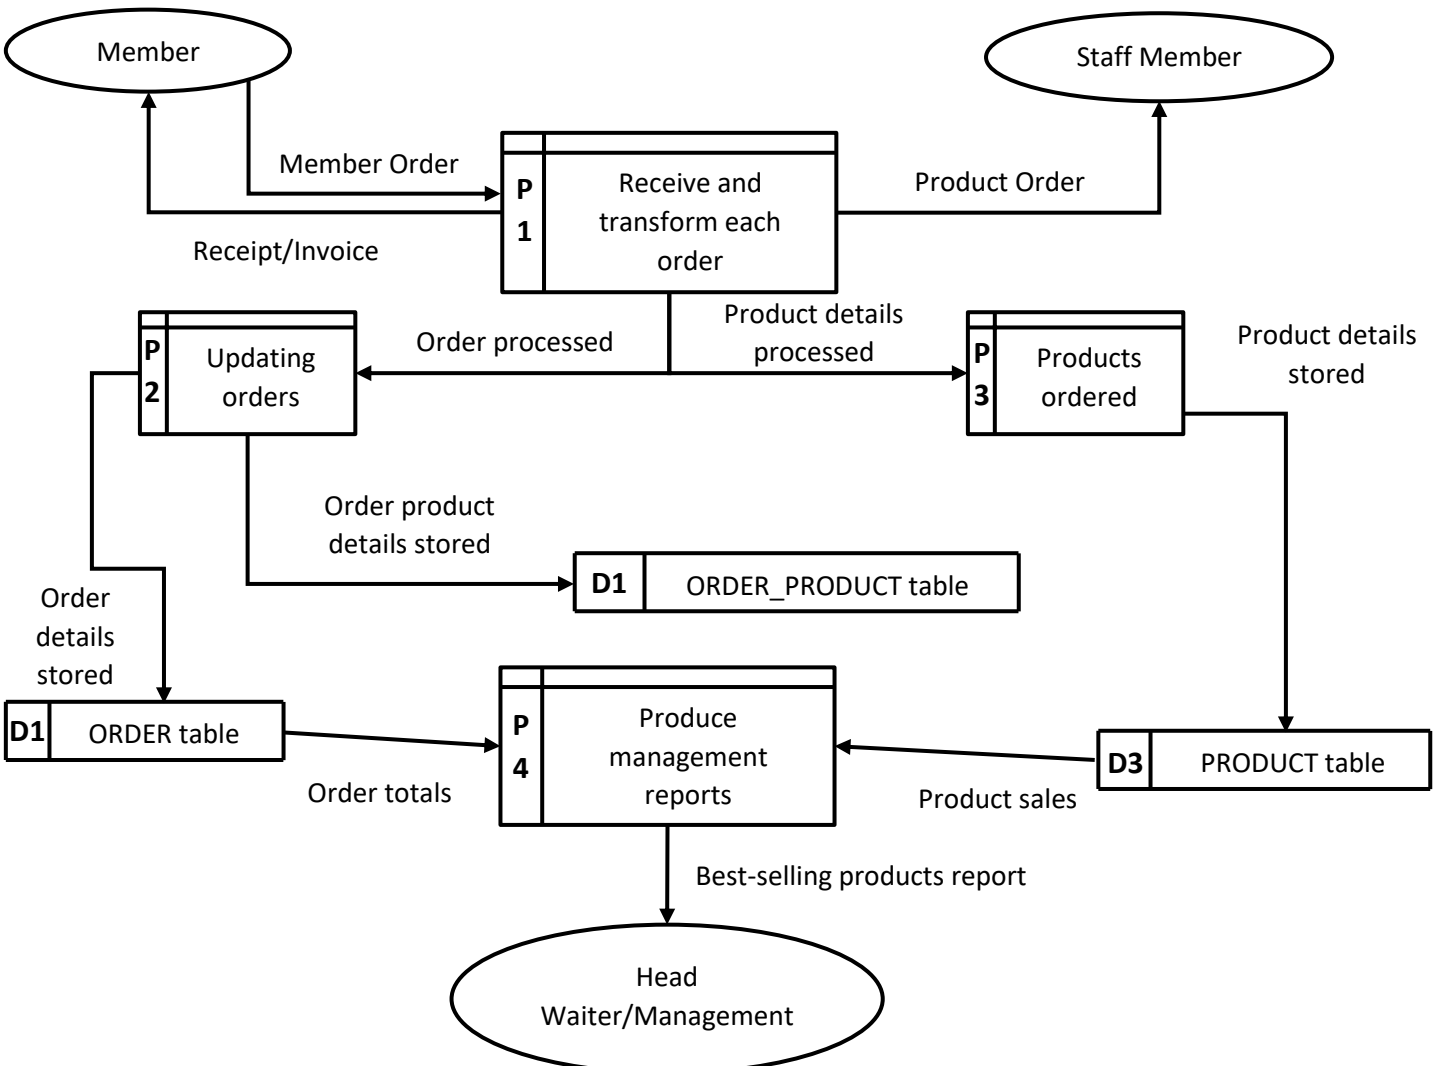 Member
Staff Member
Member Order
Receipt/Invoice
P
1
Receive and
transform each
order
Product Order
Order processed
Product details
processed
P
2
Updating
orders
P
3
Products
ordered
Product details
stored
Order product
details stored
D1 ORDER_PRODUCT table
Order
details
stored
D1 ORDER table
Order totals
P
4
Produce
management
reports
Product sales
D3 PRODUCT table
Best-selling products report
Head
Waiter/Management